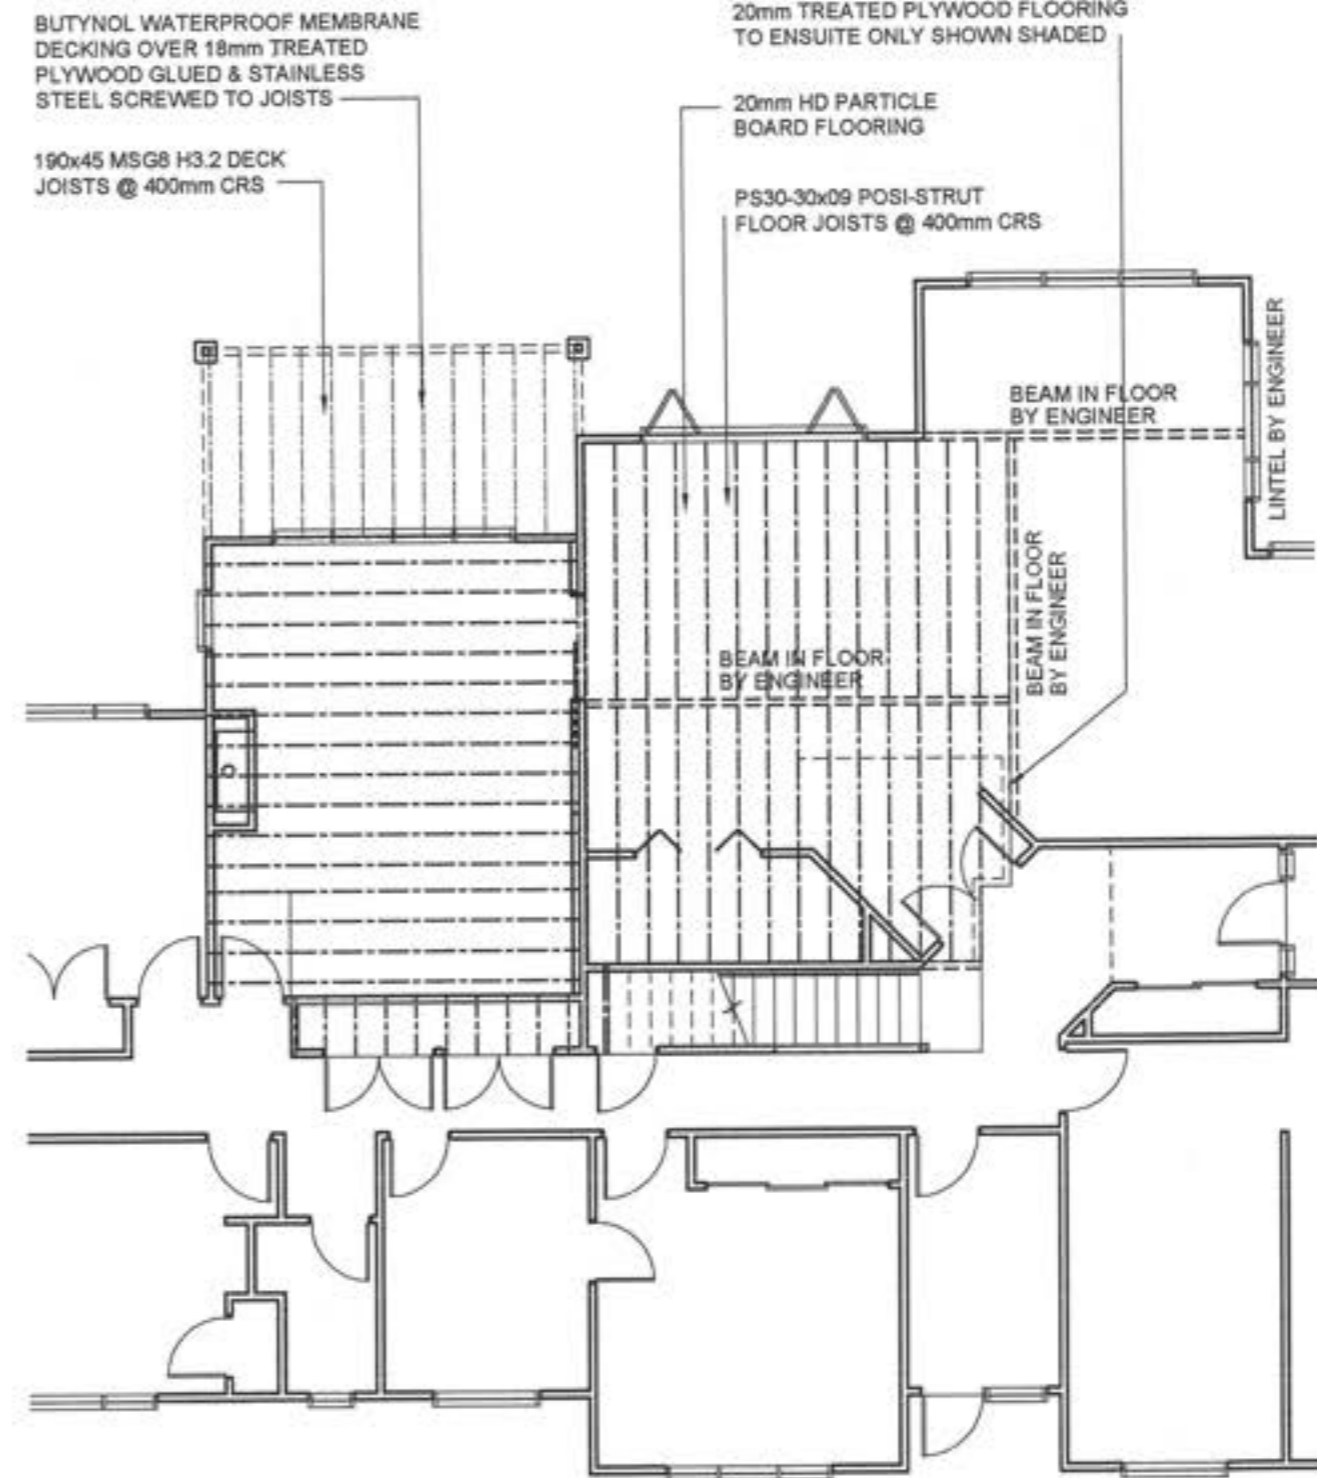 BUTYNOL WATERPROOF MEMBRANE
DECKING OVER 18mm TREATED
PLYWOOD GLUED & STAINLESS
STEEL SCREWED TO JOISTS
190x45 MSG8 H3.2 DECK
JOISTS @ 400mm CRS
20mm TREATED PLYWOOD FLOORING
TO ENSUITE ONLY SHOWN SHADED
20mm HD PARTICLE
BOARD FLOORING
PS30-30x09 POSI-STRUT
FLOOR JOISTS @ 400mm CRS
BEAM IN FLOOR
BY ENGINEER
LINTEL BY ENGINEER
BEAM IN FLOOR
BY ENGINEER
BEAM IN FLOOR
BY ENGINEER